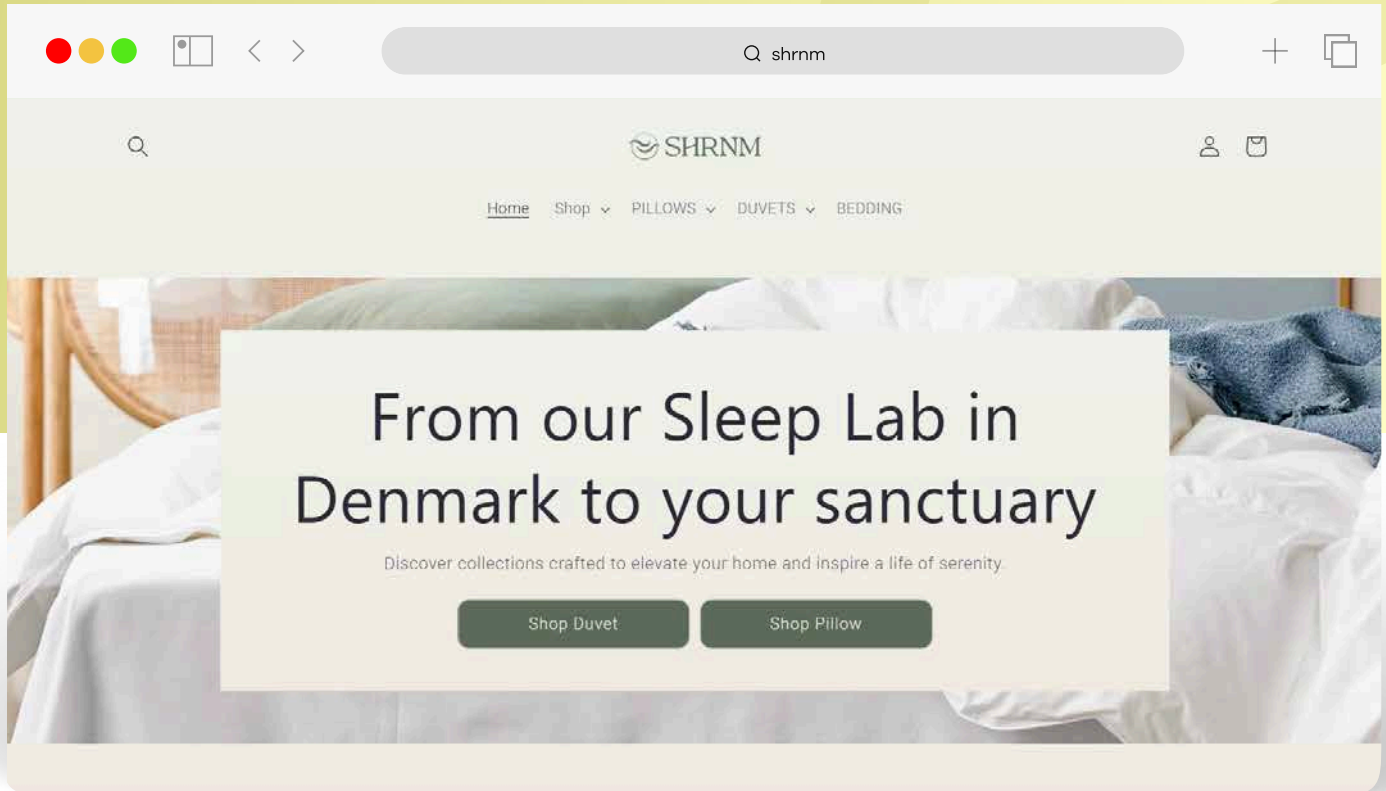 shrnm
SHRNM
Home Shop PILLOWS DUVETS BEDDING
From our Sleep Lab in
Denmark to your sanctuary
Discover collections crafted to elevate your home and inspire a life of serenity.
Shop Duvet Shop Pillow